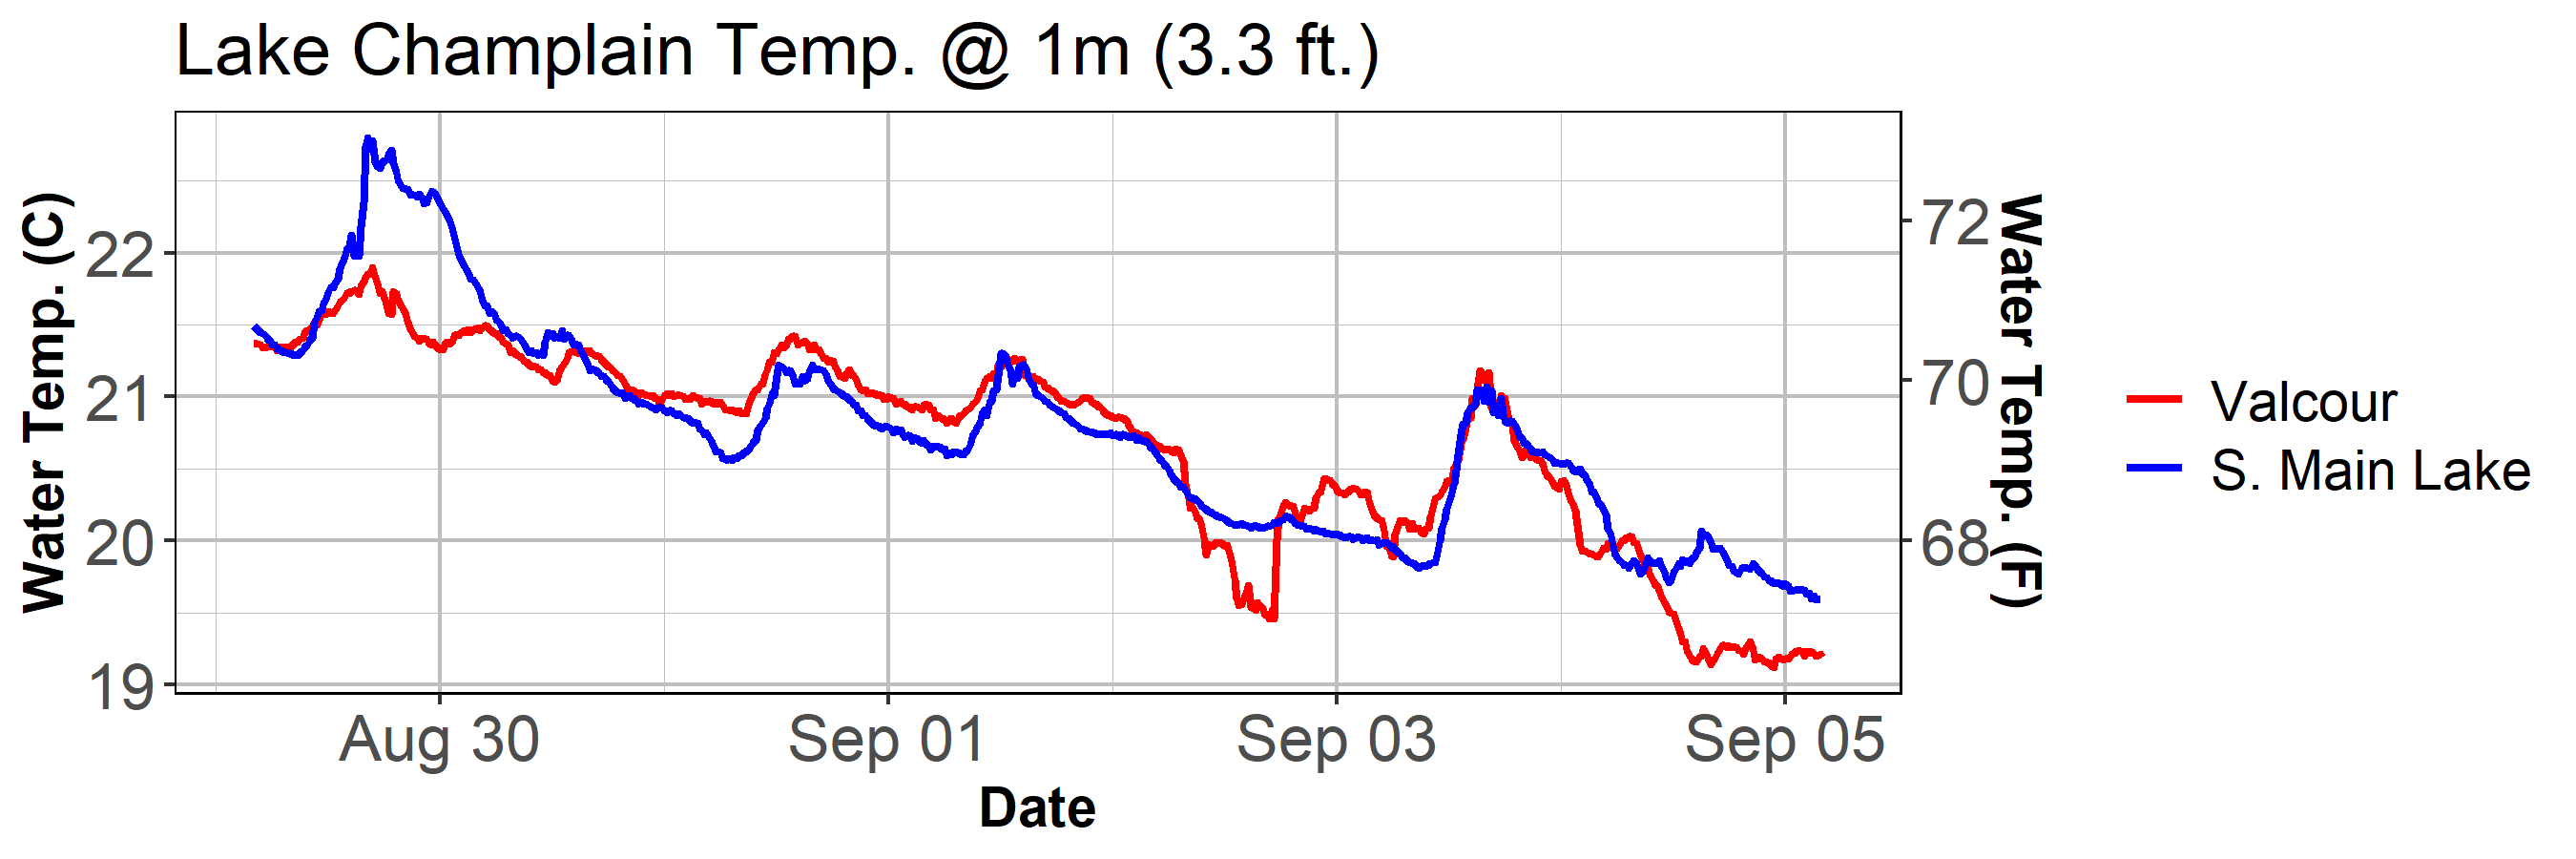 Lake Champlain Temp. @ 1m (3.3 ft.)
Water Temp. (C)
22
21
20
19
72
70
68
Water Temp. (F)
Aug 30
Sep 01
Sep 03
Sep 05
Date
Valcour
S. Main Lake